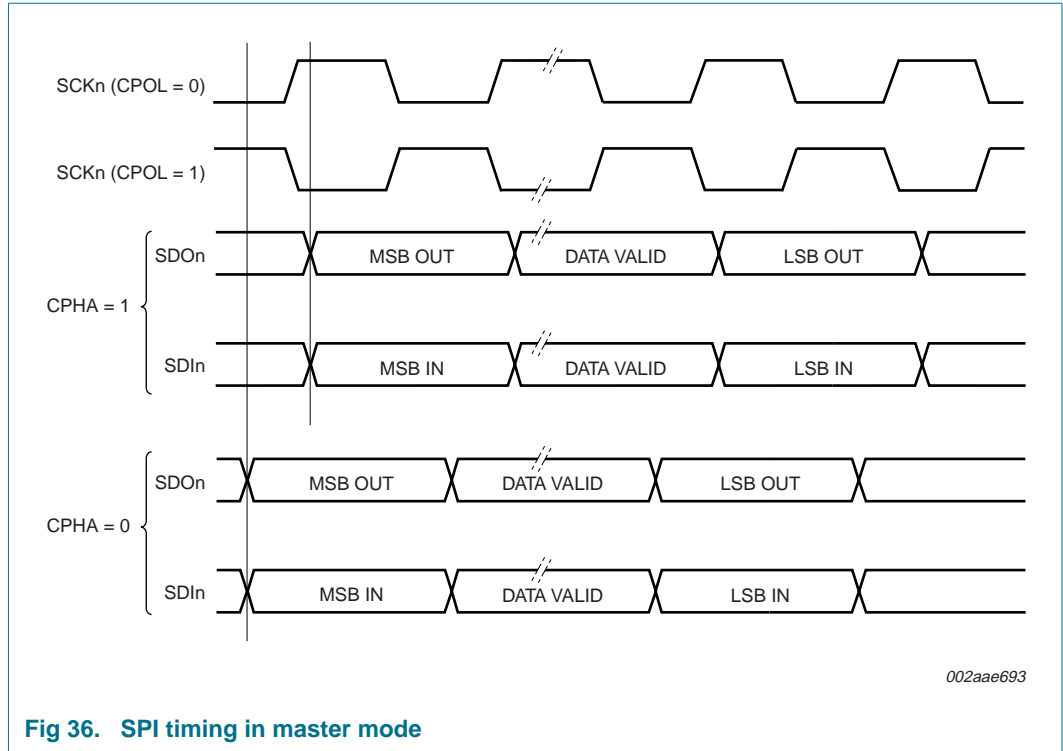 SCKn (CPOL = 0)
SCKn (CPOL = 1)
CPHA = 1
SDOn
MSB OUT
DATA VALID
LSB OUT
SDIn
MSB IN
DATA VALID
LSB IN
CPHA = 0
SDOn
MSB OUT
DATA VALID
LSB OUT
SDIn
MSB IN
DATA VALID
LSB IN
002aae693
Fig 36. SPI timing in master mode